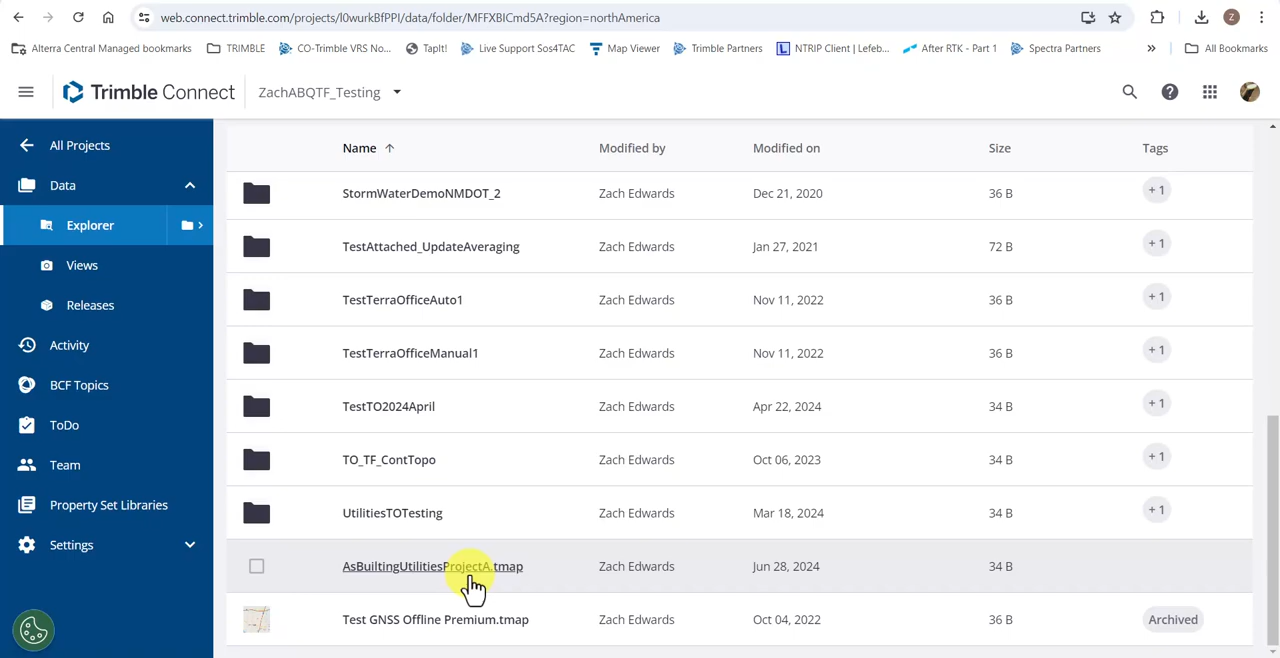 web.connect.trimble.com/projects/l0wurkBfPPI/data/folder/MFFXBICmd5A?region=northAmerica
Z
Alterra Central Managed bookmarks TRIMBLE CO-Trimble VRS No... TapIt! Live Support Sos4TAC Map Viewer Trimble Partners L NTRIP Client | Lefeb... After RTK - Part 1 Spectra Partners » All Bookmarks
Trimble Connect ZachABQTF_Testing
All Projects
Data
Explorer
Views
Releases
Activity
BCF Topics
ToDo
Team
Property Set Libraries
Settings
Name Modified by Modified on Size Tags
StormWaterDemoNMDOT_2 Zach Edwards Dec 21, 2020 36 B + 1
TestAttached_UpdateAveraging Zach Edwards Jan 27, 2021 72 B + 1
TestTerraOfficeAuto1 Zach Edwards Nov 11, 2022 36 B + 1
TestTerraOfficeManual1 Zach Edwards Nov 11, 2022 36 B + 1
TestTO2024April Zach Edwards Apr 22, 2024 34 B + 1
TO_TF_ContTopo Zach Edwards Oct 06, 2023 34 B + 1
UtilitiesTOTesting Zach Edwards Mar 18, 2024 34 B + 1
AsBuiltingUtilitiesProjectA.tmap Zach Edwards Jun 28, 2024 34 B
Test GNSS Offline Premium.tmap Zach Edwards Oct 04, 2022 36 B Archived